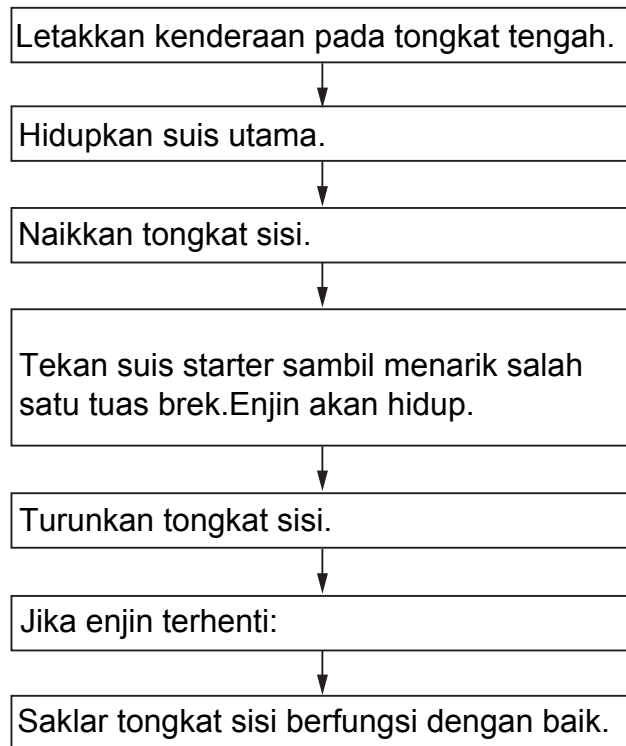 Letakkan kenderaan pada tongkat tengah.
Hidupkan suis utama.
Naikkan tongkat sisi.
Tekan suis starter sambil menarik salah
satu tuas brek.Enjin akan hidup.
Turunkan tongkat sisi.
Jika enjin terhenti:
Saklar tongkat sisi berfungsi dengan baik.